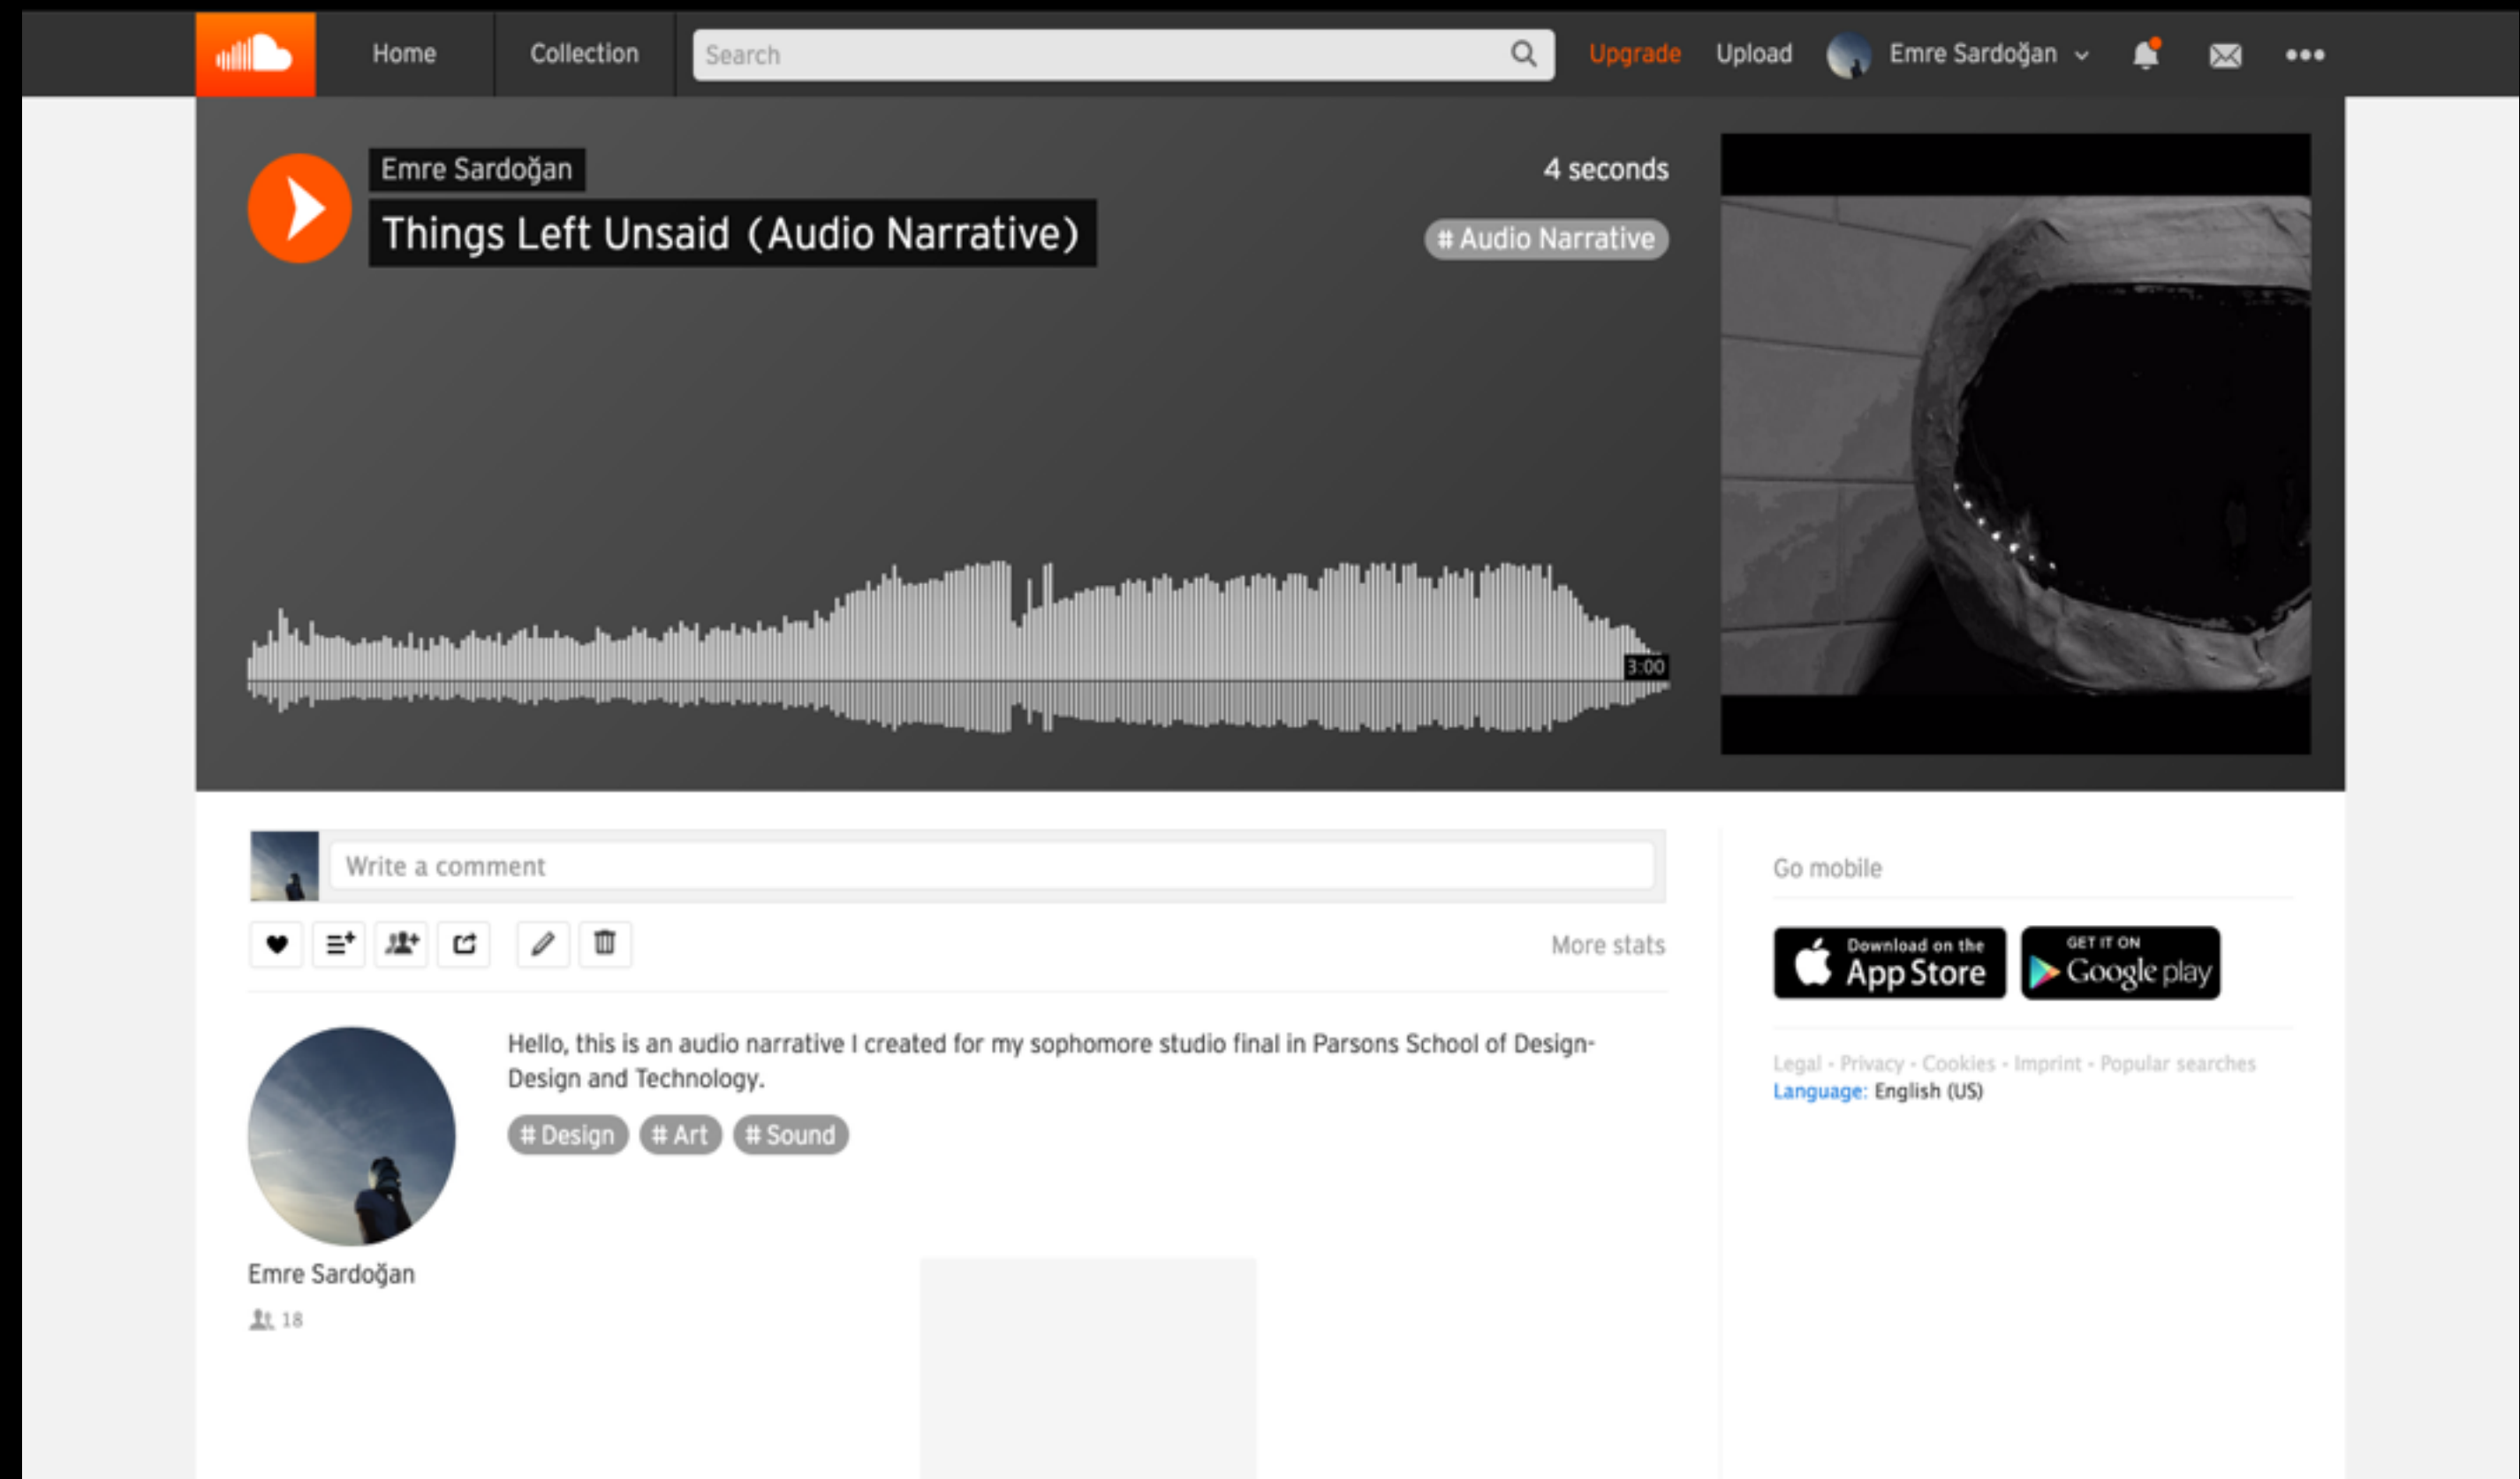 Home
Collection
Search
Upgrade
Upload
Emre Sardoğan
Emre Sardoğan
Things Left Unsaid (Audio Narrative)
4 seconds
# Audio Narrative
3:00
Write a comment
More stats
Hello, this is an audio narrative I created for my sophomore studio final in Parsons School of Design-
Design and Technology.
# Design
# Art
# Sound
Emre Sardoğan
18
Go mobile
Download on the
App Store
GET IT ON
Google play
Legal - Privacy - Cookies - Imprint - Popular searches
Language: English (US)